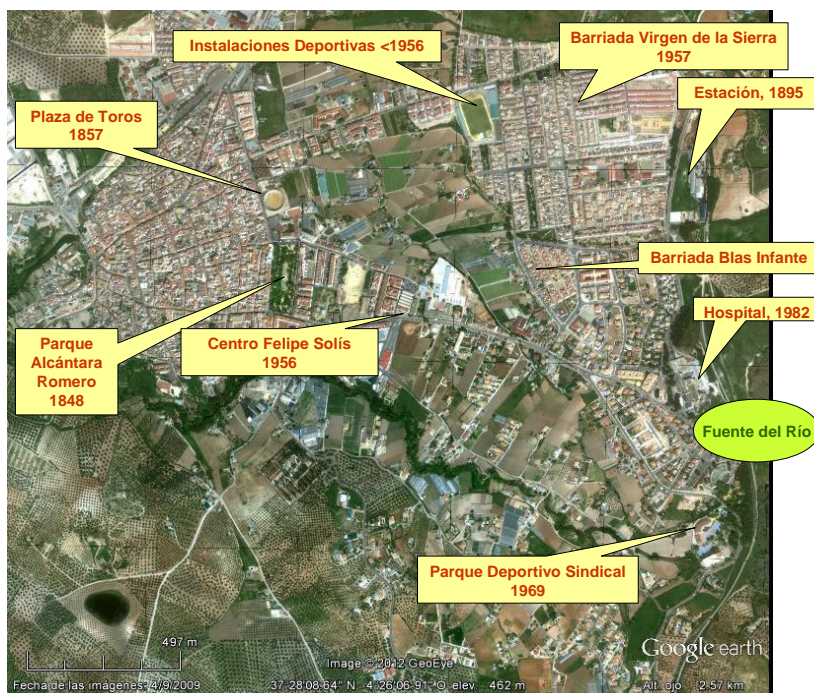 Instalaciones Deportivas <1956
Barriada Virgen de la Sierra
1957
Estación, 1895
Plaza de Toros
1857
Barriada Blas Infante
Hospital, 1982
Parque
Alcántara
Romero
1848
Centro Felipe Solís
1956
Fuente del Río
Parque Deportivo Sindical
1969
497 m
Google earth
Image © 2012 GeoEye
Fecha de las imágenes: 4/9/2009
37°28'08.64" N 4°26'06.91" O elev. 462 m
Alt. ojo 2.57 km